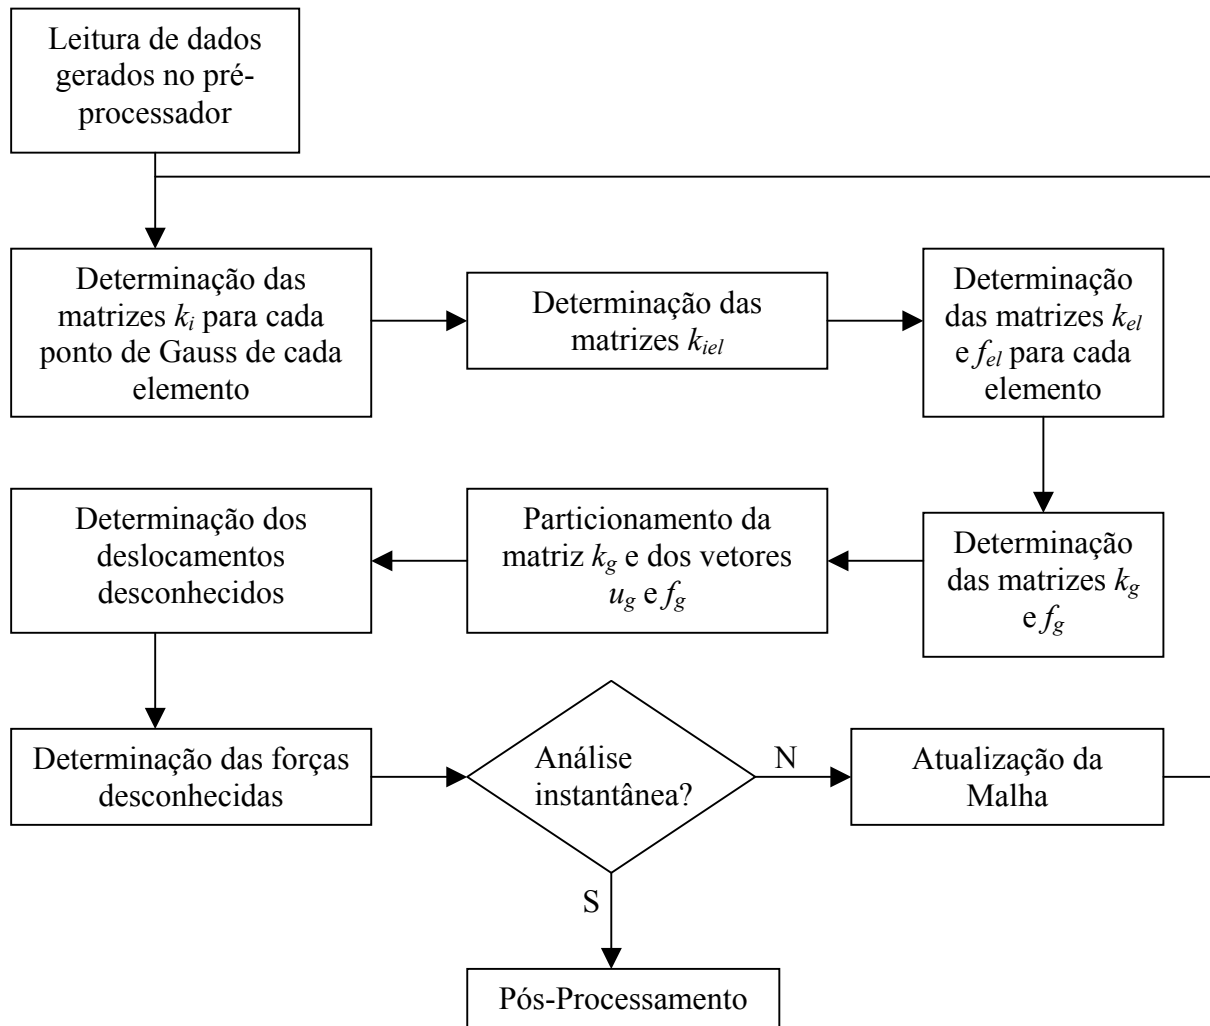 Leitura de dados
gerados no pré-
processador
Determinação das
matrizes ki para cada
ponto de Gauss de cada
elemento
Determinação das
matrizes kiel
Determinação
das matrizes kel
e fel para cada
elemento
Determinação dos
deslocamentos
desconhecidos
Particionamento da
matriz kg e dos vetores
ug e fg
Determinação
das matrizes kg
e fg
Determinação das forças
desconhecidas
Análise
instantânea?
N
Atualização da
Malha
S
Pós-Processamento